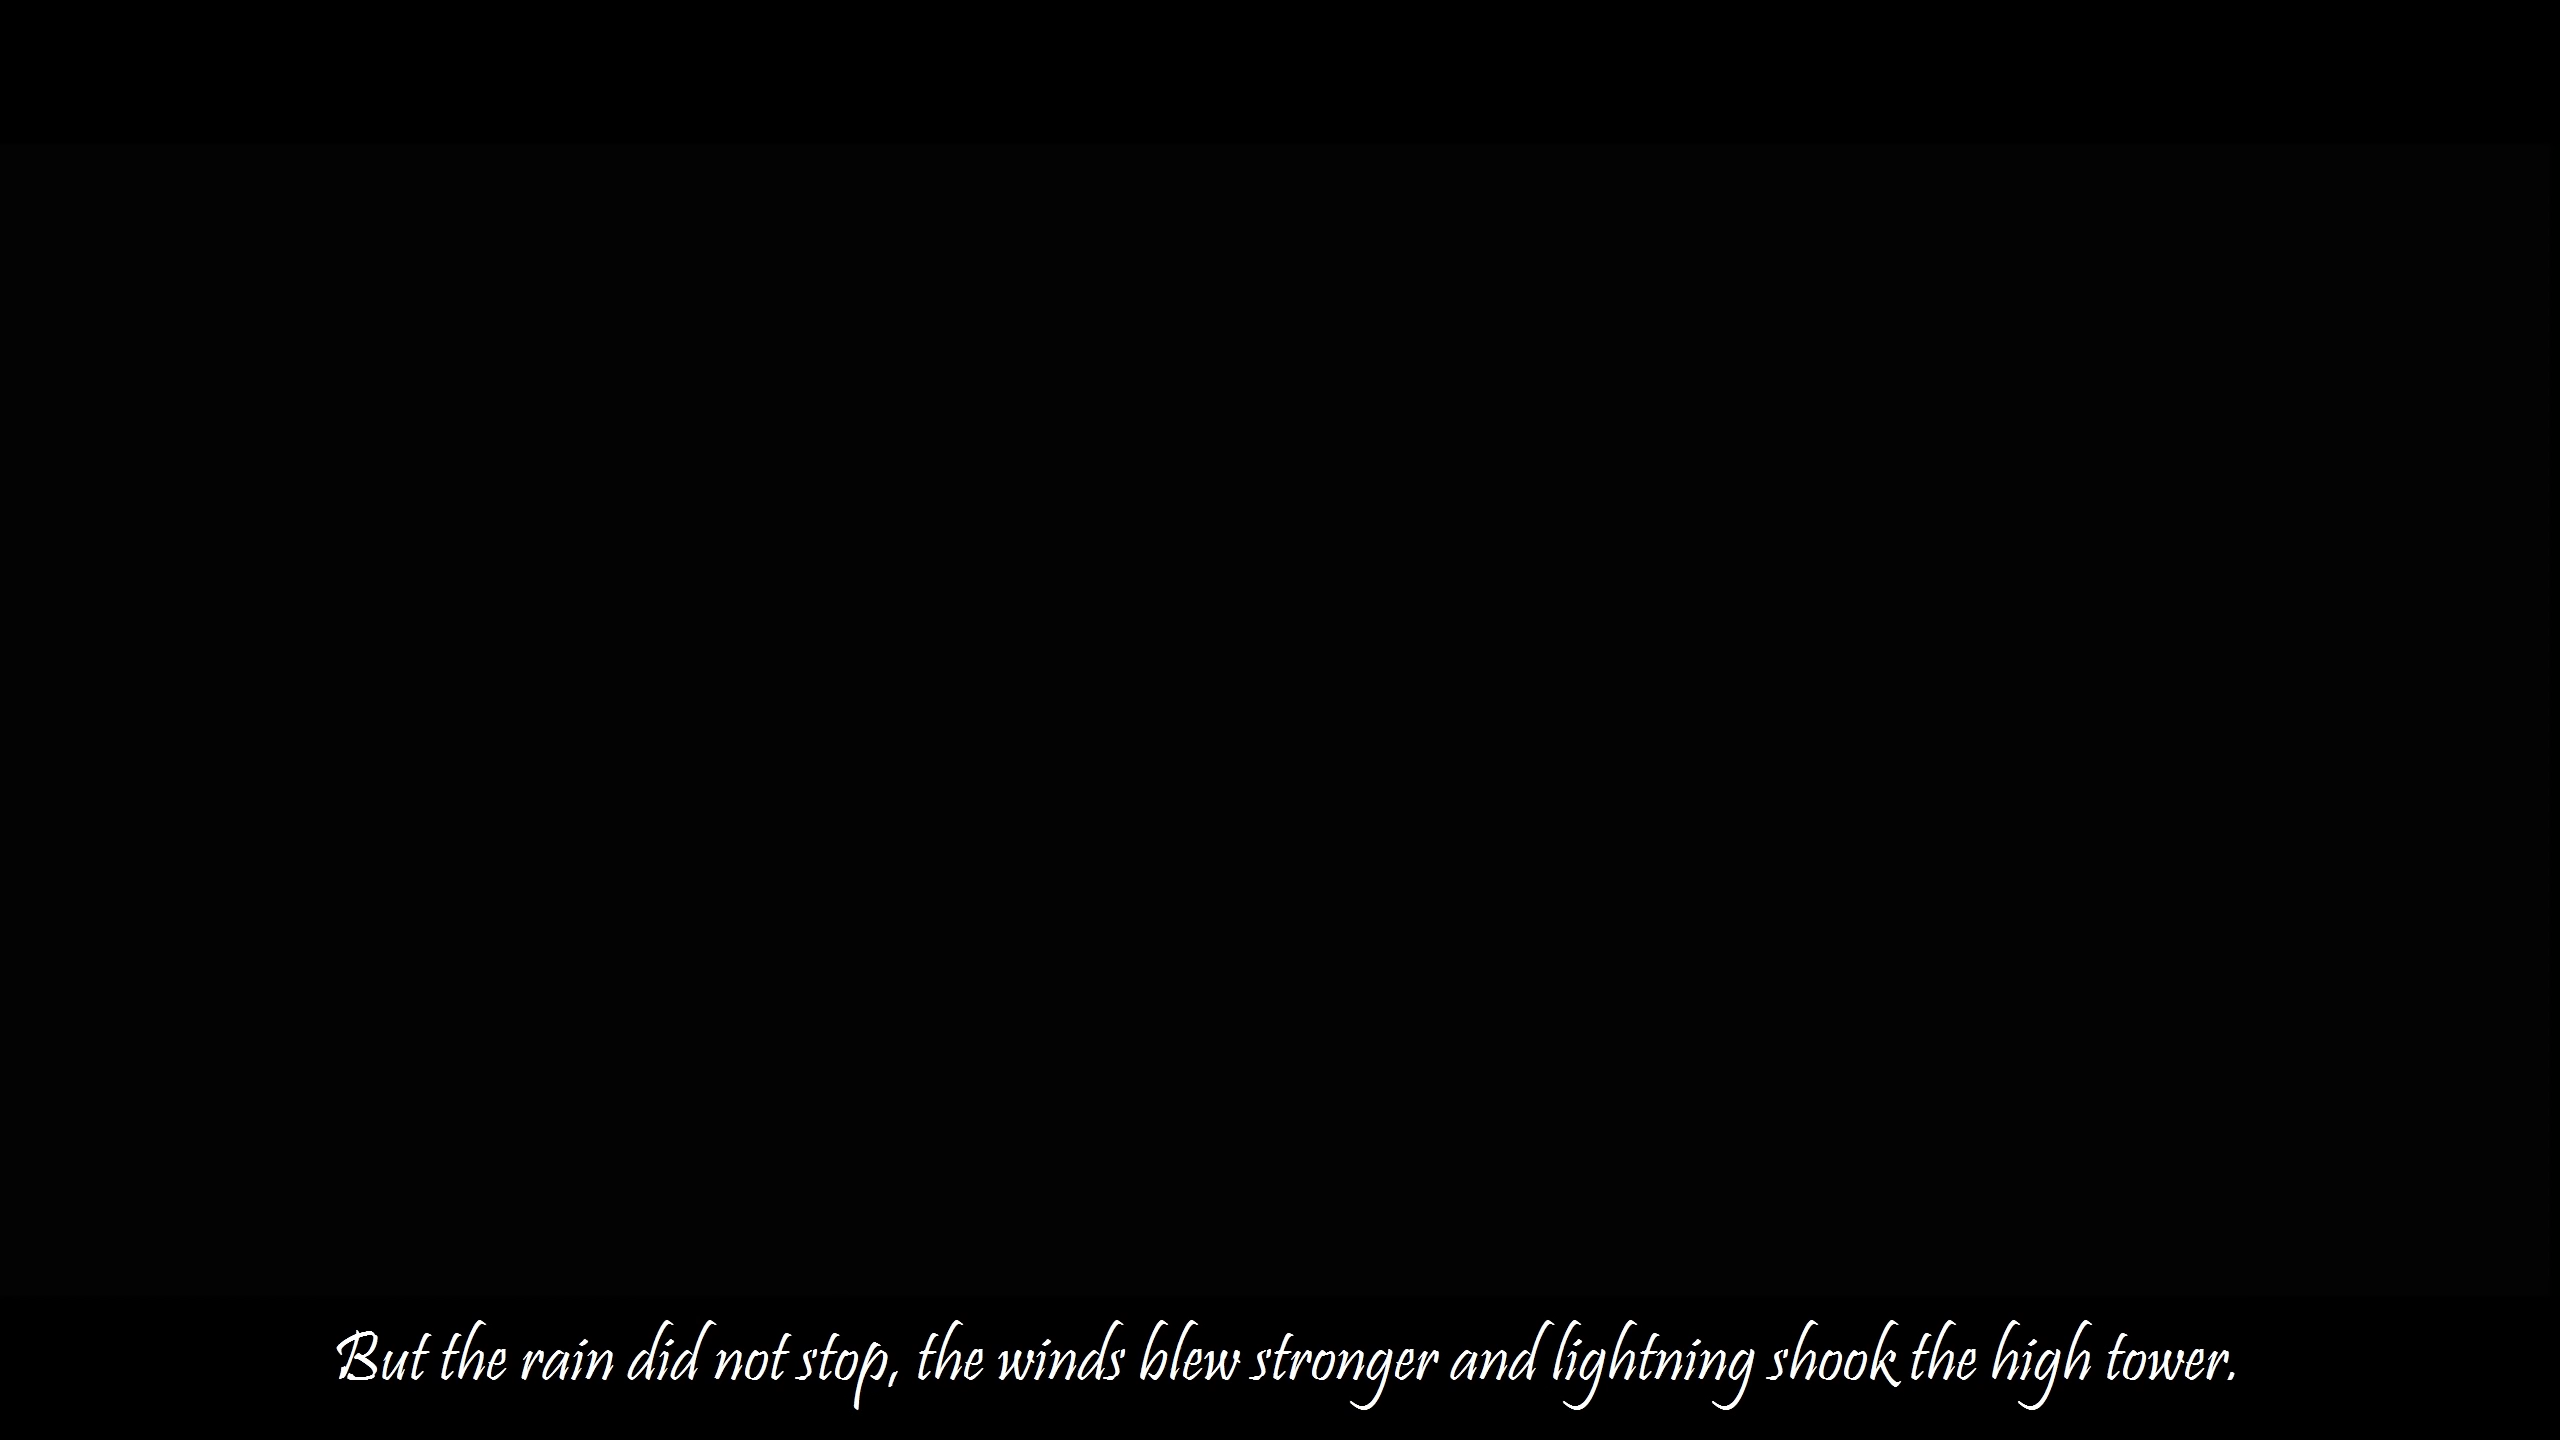 But the rain did not stop, the winds blew stronger and lightning shook the high tower.